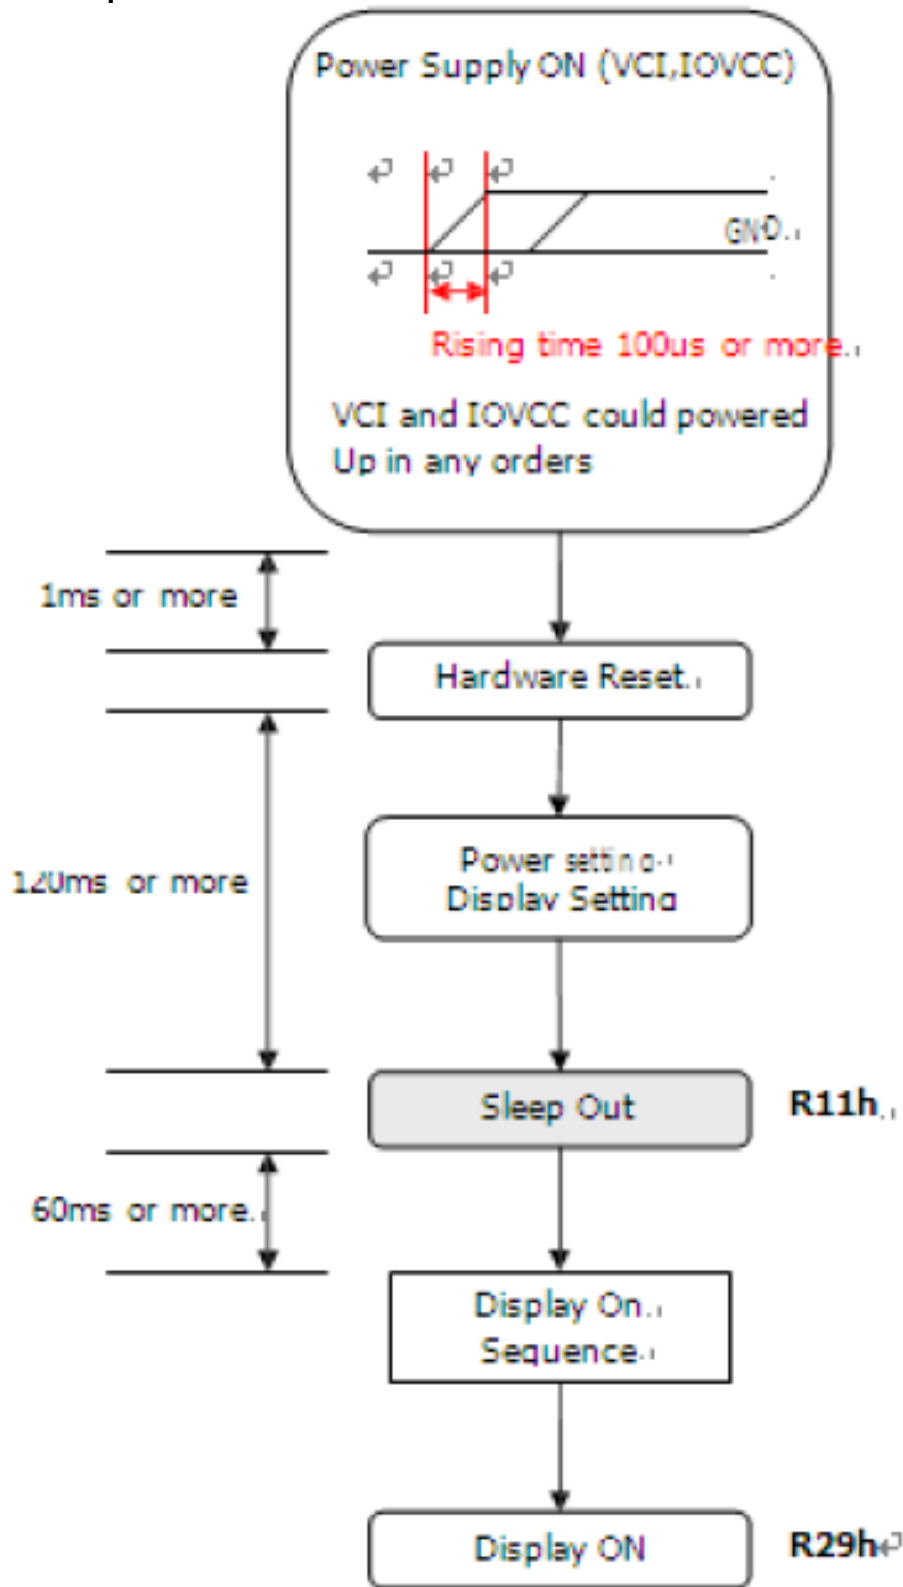 Power Supply ON (VCI,IOVCC)
GND
Rising time 100us or more.
VCI and IOVCC could powered
Up in any orders
1ms or more
Hardware Reset.
120ms or more
Power setting
Display Setting
Sleep Out
R11h
60ms or more.
Display On
Sequence
Display ON
R29h